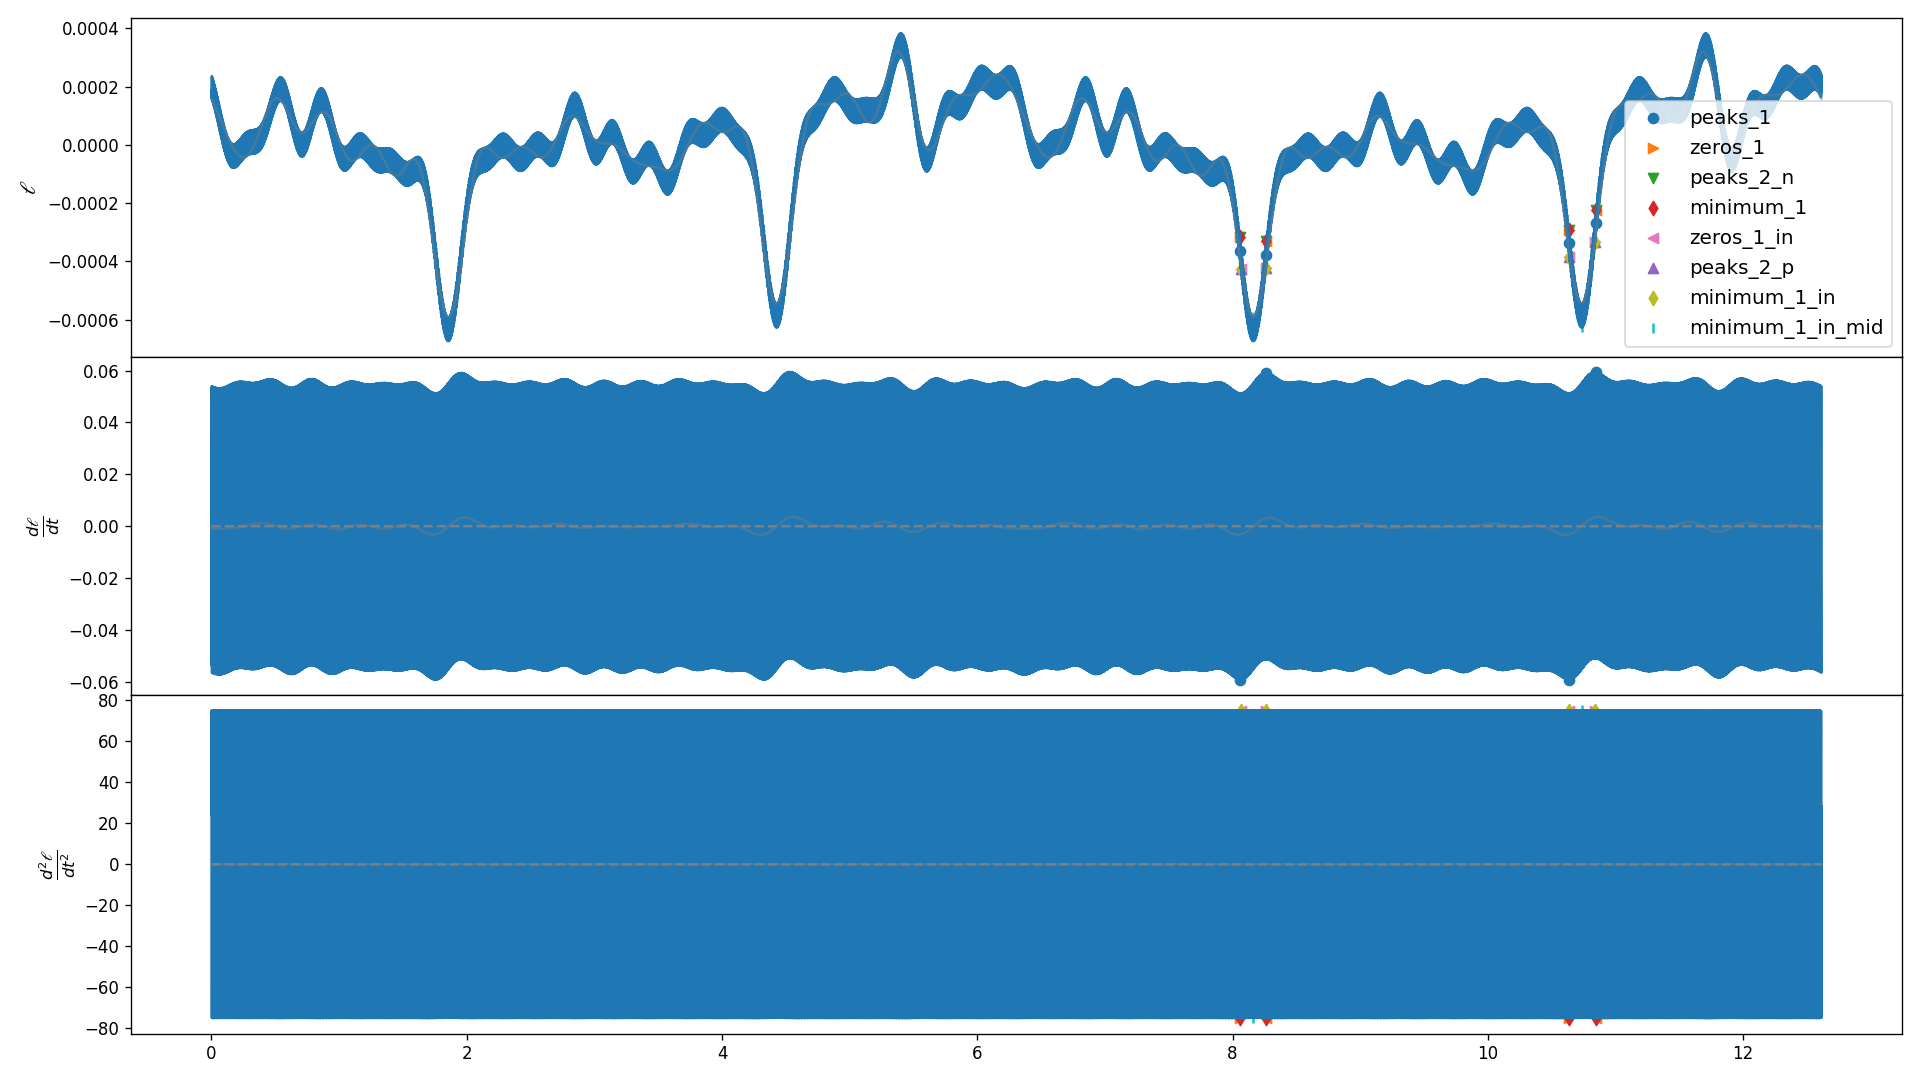 0.0004
0.0002
0.0000
−0.0002
−0.0004
−0.0006
ℓ
peaks_1
zeros_1
peaks_2_n
minimum_1
zeros_1_in
peaks_2_p
minimum_1_in
minimum_1_in_mid
0.06
0.04
0.02
0.00
−0.02
−0.04
−0.06
dℓ/dt
80
60
40
20
0
−20
−40
−60
−80
d²ℓ/dt²
0 2 4 6 8 10 12